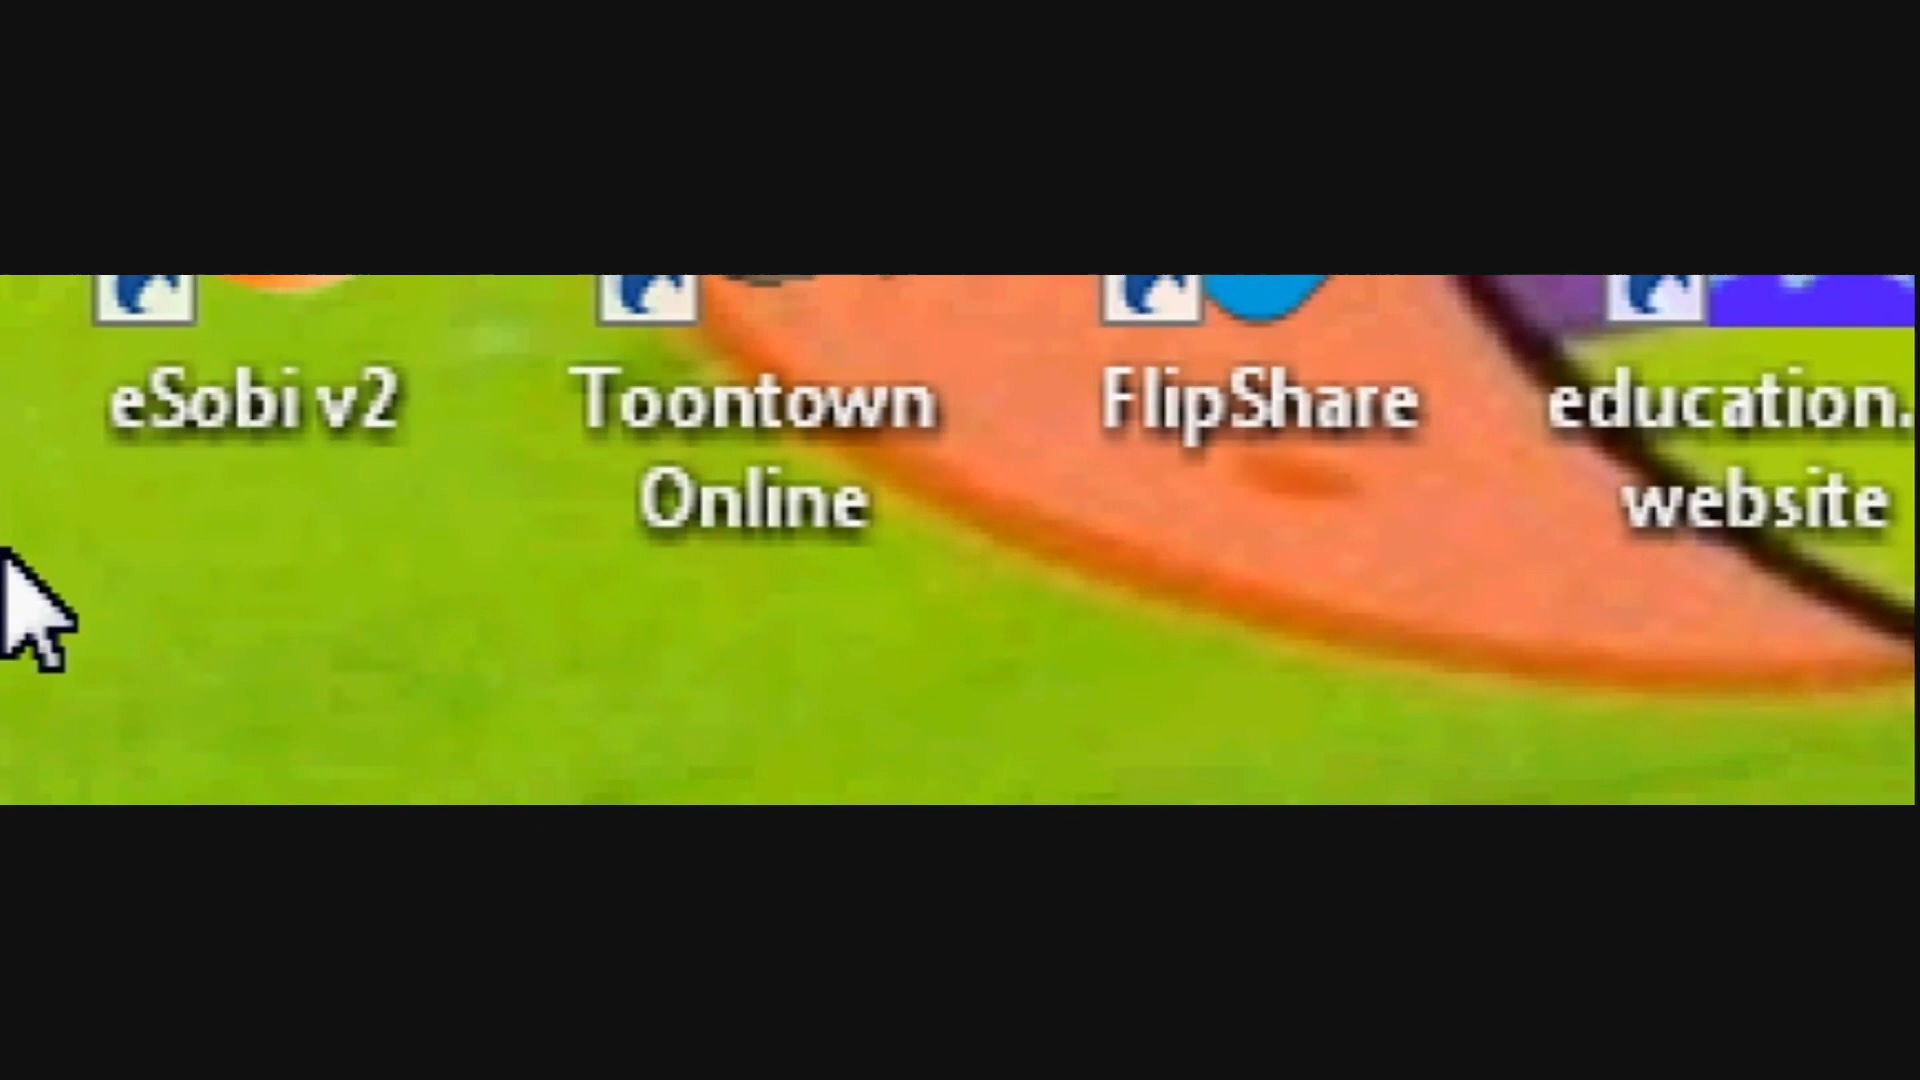 eSobi v2
Toontown
Online
FlipShare
education.
website